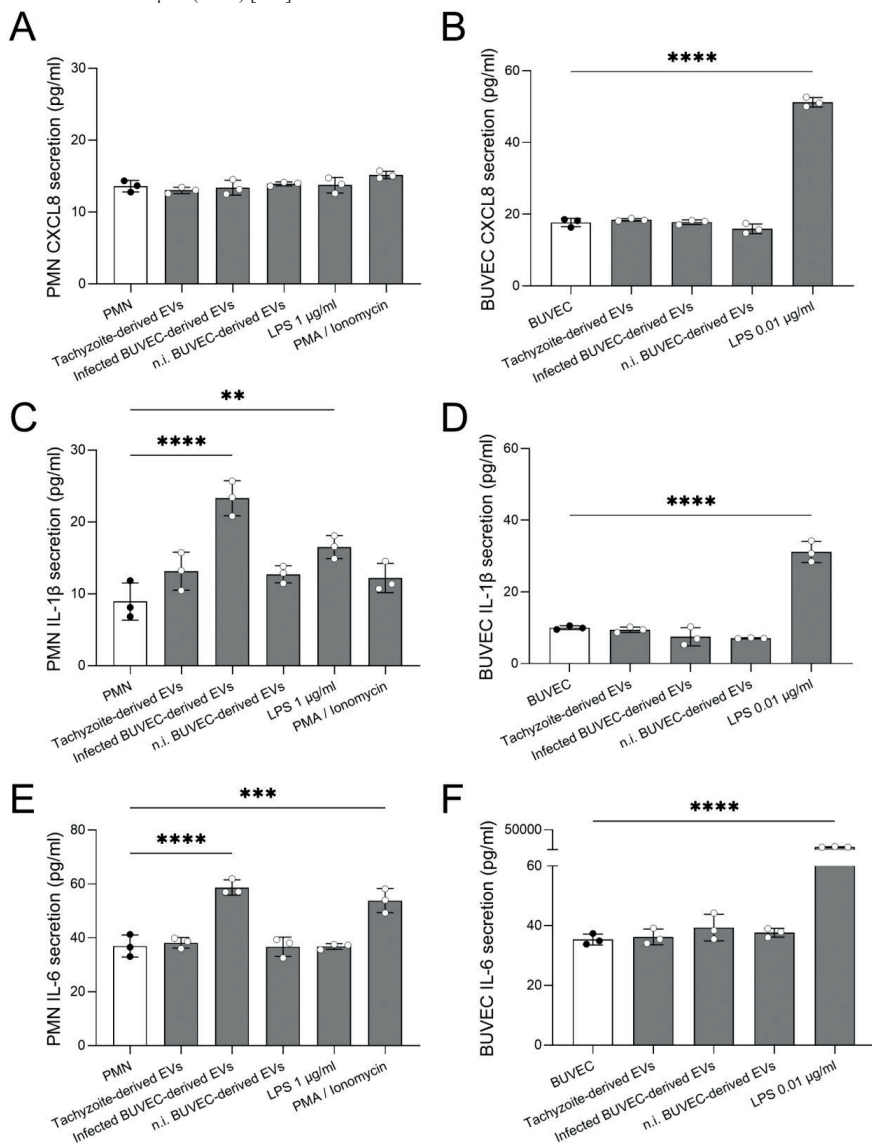 A
PMN CXCL8 secretion (pg/ml)
30
20
10
0
PMN
Tachyzoite-derived EVs
Infected BUVEC-derived EVs
n.i. BUVEC-derived EVs
LPS 1 µg/ml
PMA / Ionomycin
B
BUVEC CXCL8 secretion (pg/ml)
60
40
20
0
****
BUVEC
Tachyzoite-derived EVs
Infected BUVEC-derived EVs
n.i. BUVEC-derived EVs
LPS 0.01 µg/ml
C
PMN IL-1β secretion (pg/ml)
30
20
10
0
**
****
PMN
Tachyzoite-derived EVs
Infected BUVEC-derived EVs
n.i. BUVEC-derived EVs
LPS 1 µg/ml
PMA / Ionomycin
D
BUVEC IL-1β secretion (pg/ml)
60
40
20
0
****
BUVEC
Tachyzoite-derived EVs
Infected BUVEC-derived EVs
n.i. BUVEC-derived EVs
LPS 0.01 µg/ml
E
PMN IL-6 secretion (pg/ml)
80
60
40
20
0
***
****
PMN
Tachyzoite-derived EVs
Infected BUVEC-derived EVs
n.i. BUVEC-derived EVs
LPS 1 µg/ml
PMA / Ionomycin
F
BUVEC IL-6 secretion (pg/ml)
50000
60
40
20
0
****
BUVEC
Tachyzoite-derived EVs
Infected BUVEC-derived EVs
n.i. BUVEC-derived EVs
LPS 0.01 µg/ml